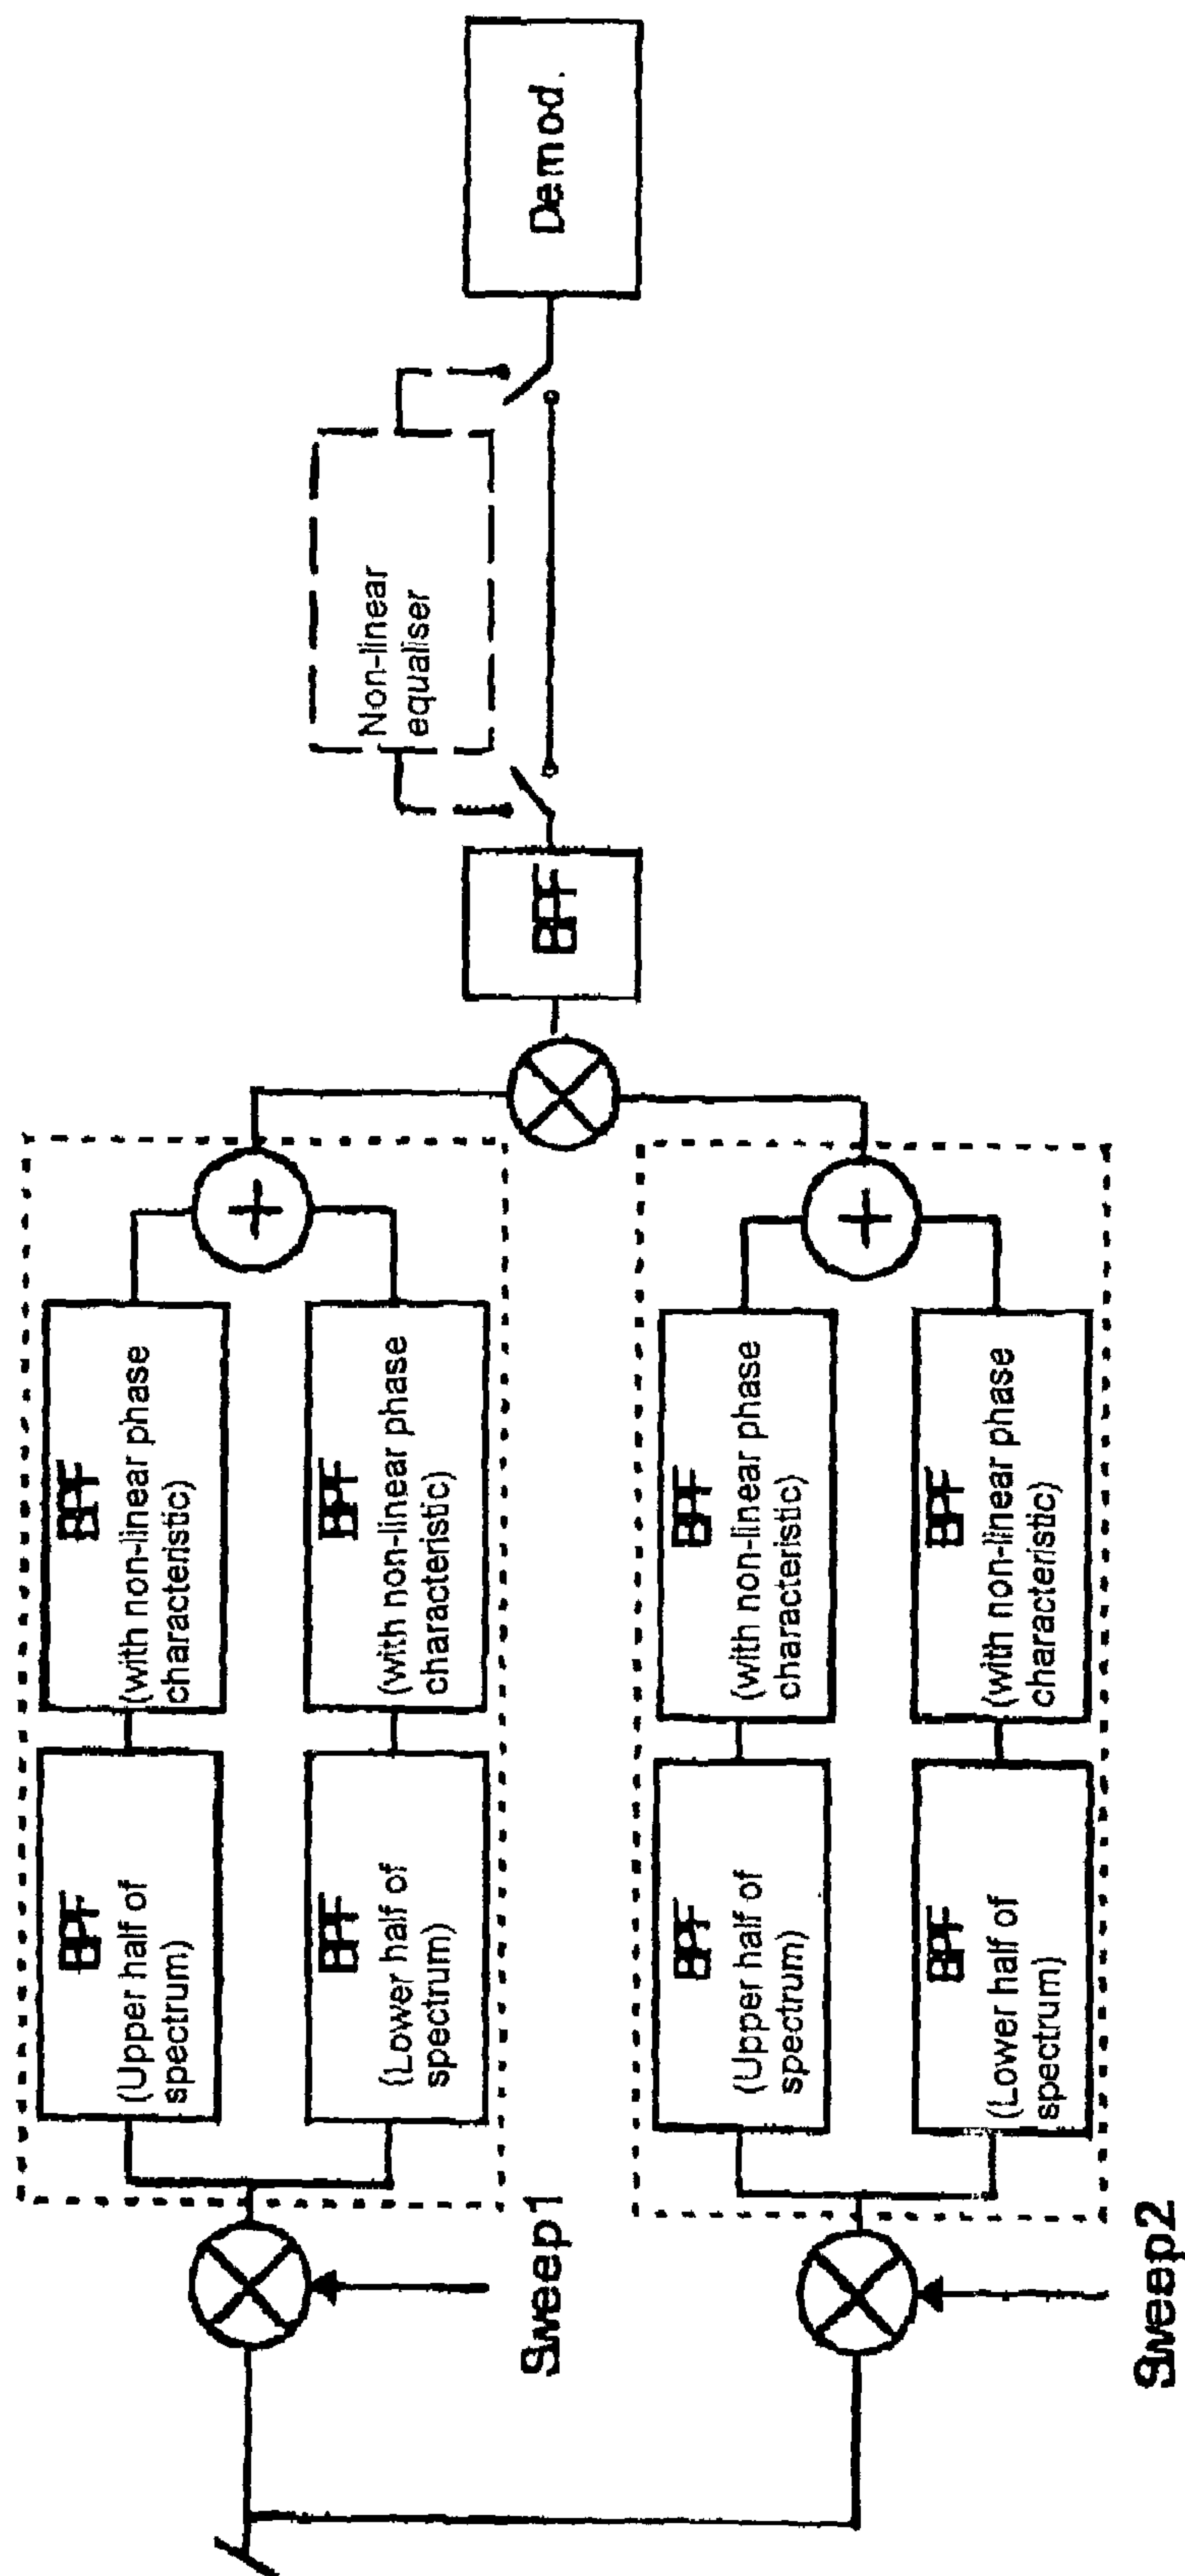 Sweep1
BPF
(Upper half of
spectrum)
BPF
(with non-linear phase
characteristic)
BPF
(Lower half of
spectrum)
BPF
(with non-linear phase
characteristic)
Sweep2
BPF
(Upper half of
spectrum)
BPF
(with non-linear phase
characteristic)
BPF
(Lower half of
spectrum)
BPF
(with non-linear phase
characteristic)
BPF
Non-linear
equaliser
Demod.